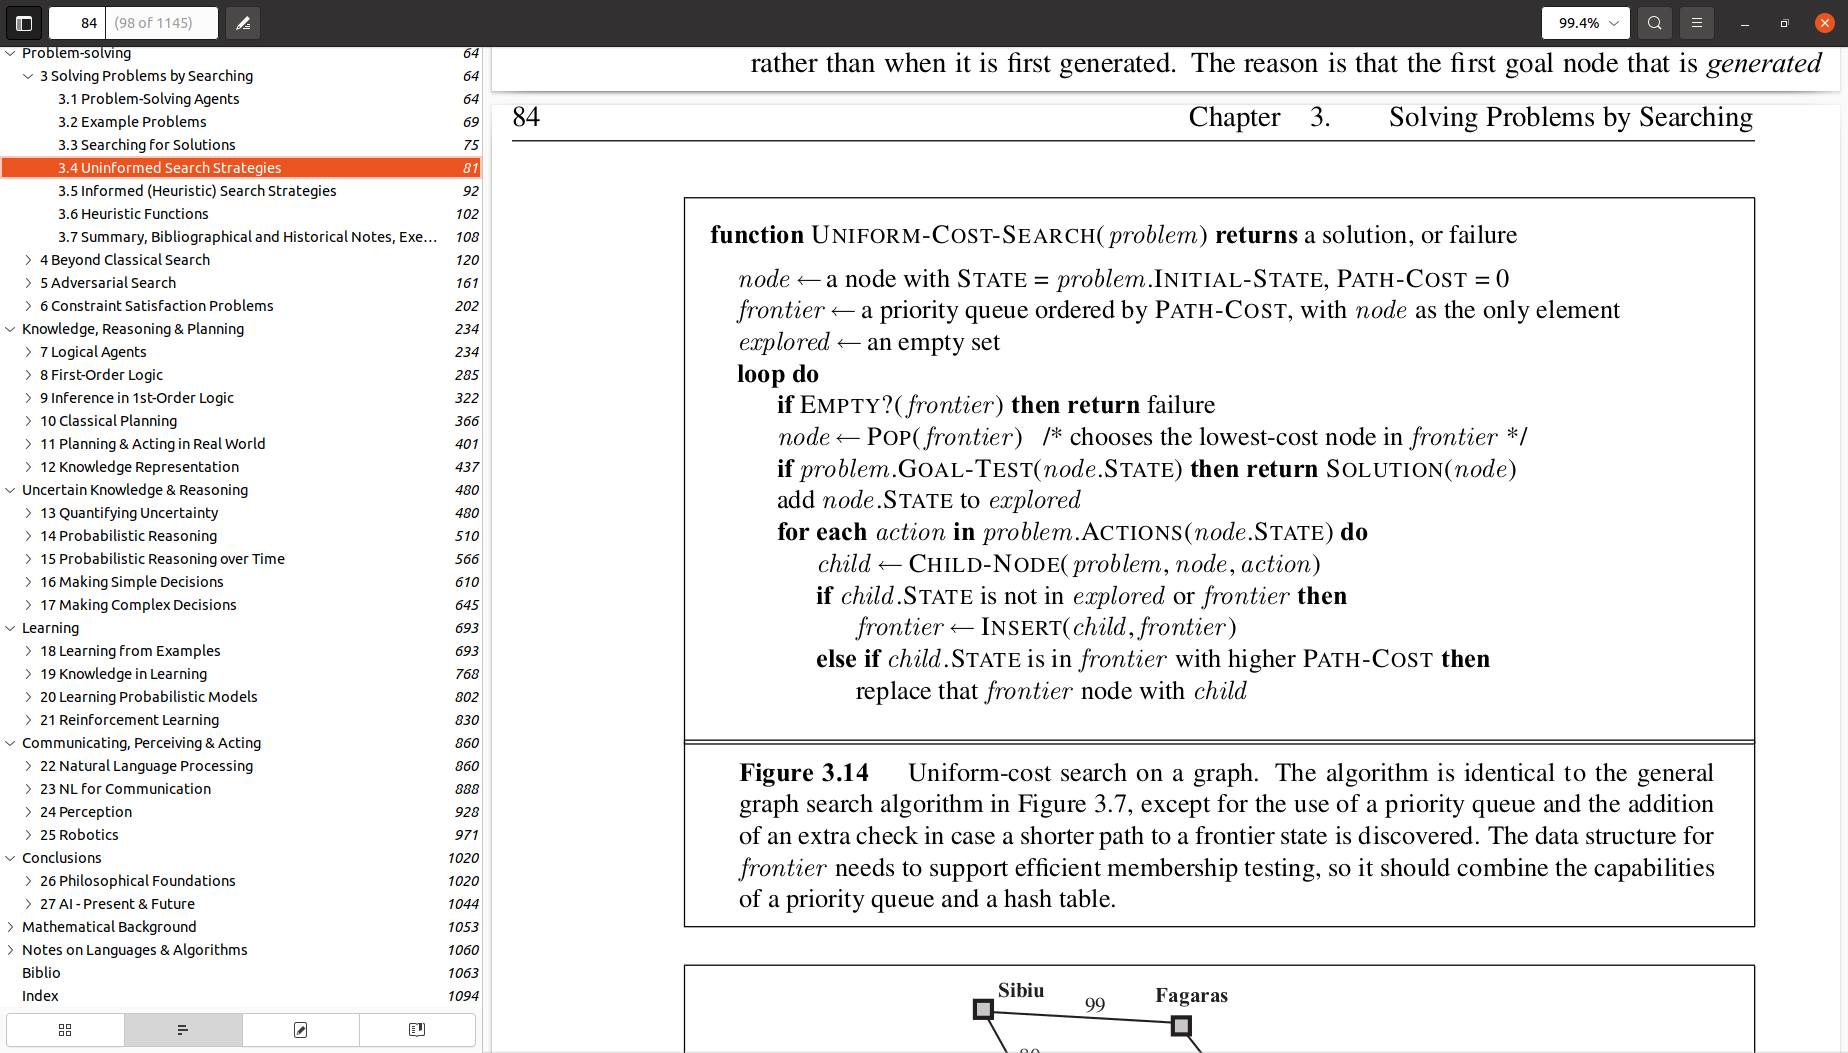 84 (98 of 1145) 99.4%
Problem-solving 64
3 Solving Problems by Searching 64
3.1 Problem-Solving Agents 64
3.2 Example Problems 69
3.3 Searching for Solutions 75
3.4 Uninformed Search Strategies 81
3.5 Informed (Heuristic) Search Strategies 92
3.6 Heuristic Functions 102
3.7 Summary, Bibliographical and Historical Notes, Exe... 108
4 Beyond Classical Search 120
5 Adversarial Search 161
6 Constraint Satisfaction Problems 202
Knowledge, Reasoning & Planning 234
7 Logical Agents 234
8 First-Order Logic 285
9 Inference in 1st-Order Logic 322
10 Classical Planning 366
11 Planning & Acting in Real World 401
12 Knowledge Representation 437
Uncertain Knowledge & Reasoning 480
13 Quantifying Uncertainty 480
14 Probabilistic Reasoning 510
15 Probabilistic Reasoning over Time 566
16 Making Simple Decisions 610
17 Making Complex Decisions 645
Learning 693
18 Learning from Examples 693
19 Knowledge in Learning 768
20 Learning Probabilistic Models 802
21 Reinforcement Learning 830
Communicating, Perceiving & Acting 860
22 Natural Language Processing 860
23 NL for Communication 888
24 Perception 928
25 Robotics 971
Conclusions 1020
26 Philosophical Foundations 1020
27 AI - Present & Future 1044
Mathematical Background 1053
Notes on Languages & Algorithms 1060
Biblio 1063
Index 1094
rather than when it is first generated. The reason is that the first goal node that is generated
84 Chapter 3. Solving Problems by Searching
function UNIFORM-COST-SEARCH(problem) returns a solution, or failure
node ← a node with STATE = problem.INITIAL-STATE, PATH-COST = 0
frontier ← a priority queue ordered by PATH-COST, with node as the only element
explored ← an empty set
loop do
if EMPTY?(frontier) then return failure
node ← POP(frontier) /* chooses the lowest-cost node in frontier */
if problem.GOAL-TEST(node.STATE) then return SOLUTION(node)
add node.STATE to explored
for each action in problem.ACTIONS(node.STATE) do
child ← CHILD-NODE(problem, node, action)
if child.STATE is not in explored or frontier then
frontier ← INSERT(child, frontier)
else if child.STATE is in frontier with higher PATH-COST then
replace that frontier node with child
Figure 3.14 Uniform-cost search on a graph. The algorithm is identical to the general
graph search algorithm in Figure 3.7, except for the use of a priority queue and the addition
of an extra check in case a shorter path to a frontier state is discovered. The data structure for
frontier needs to support efficient membership testing, so it should combine the capabilities
of a priority queue and a hash table.
Sibiu
99
Fagaras